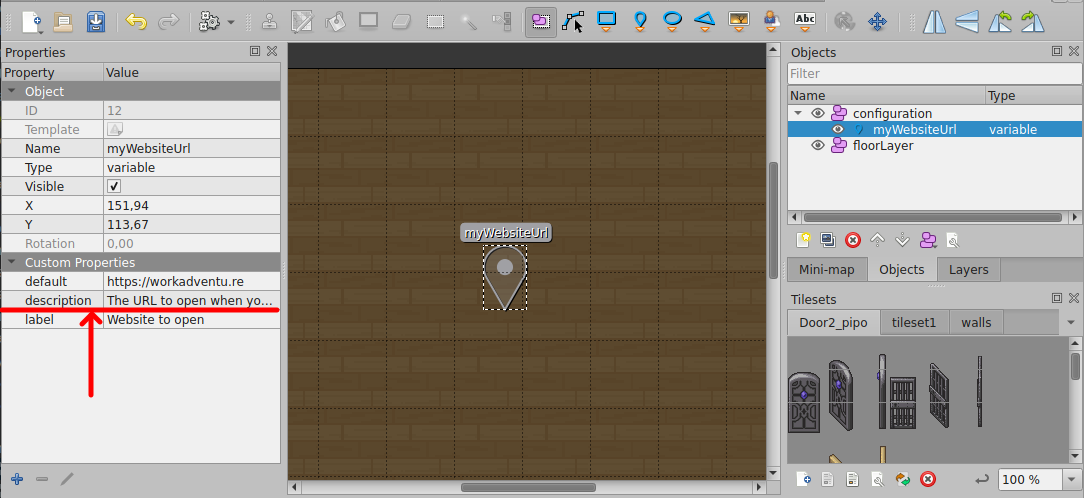 Abc
Properties
Property Value
Object
ID 12
Template
Name myWebsiteUrl
Type variable
Visible
X 151,94
Y 113,67
Rotation 0,00
Custom Properties
default https://workadventu.re
description The URL to open when yo...
label Website to open
myWebsiteUrl
Objects
Filter
Name Type
configuration
myWebsiteUrl variable
floorLayer
Mini-map Objects Layers
Tilesets
Door2_pipo tileset1 walls
100 %